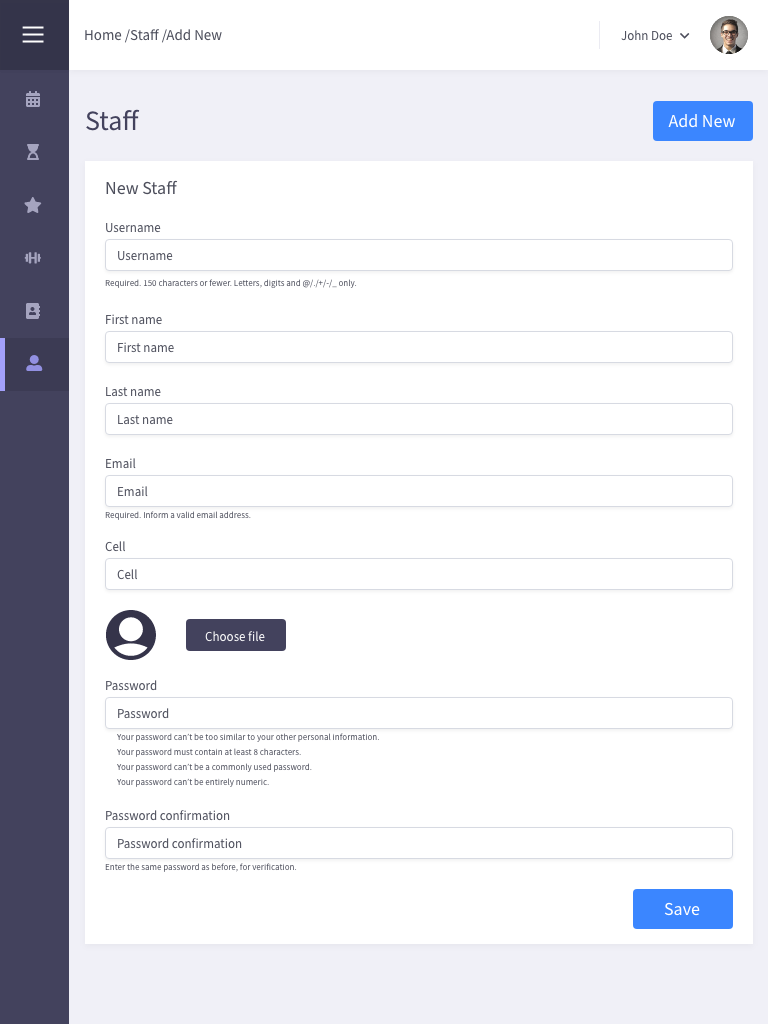 Home /Staff /Add New
John Doe
Staff
Add New
New Staff
Username
Username
Required. 150 characters or fewer. Letters, digits and @/./+/-/_ only.
First name
First name
Last name
Last name
Email
Email
Required. Inform a valid email address.
Cell
Cell
Choose file
Password
Password
Your password can't be too similar to your other personal information.
Your password must contain at least 8 characters.
Your password can't be a commonly used password.
Your password can't be entirely numeric.
Password confirmation
Password confirmation
Enter the same password as before, for verification.
Save